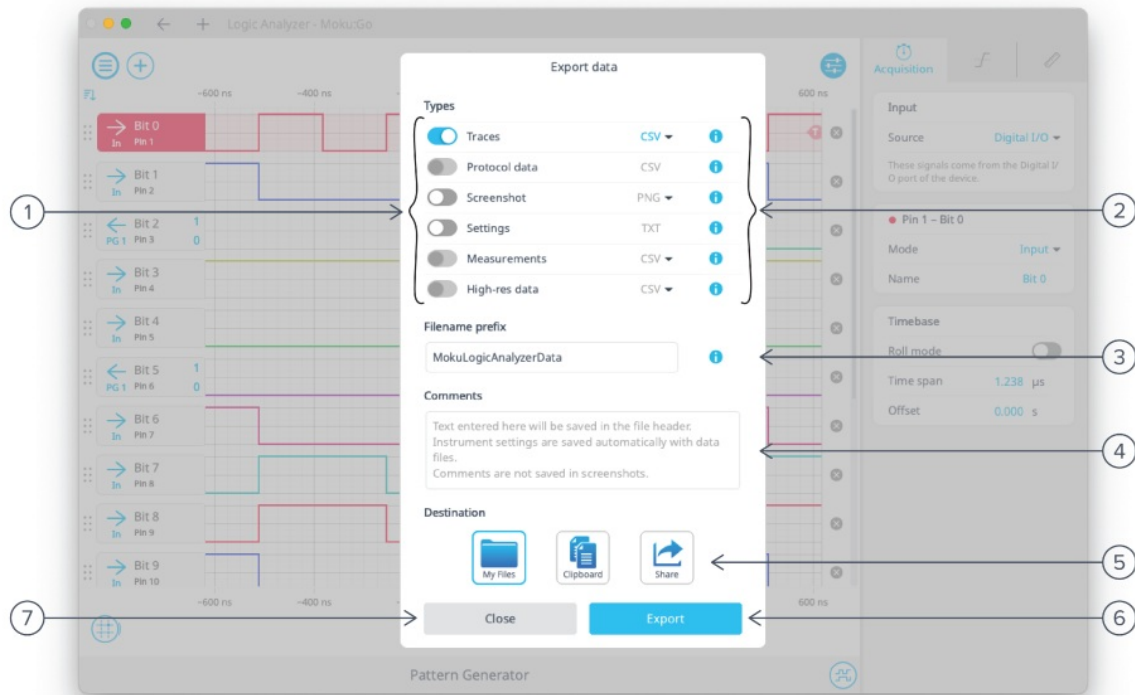 Logic Analyzer - Moku:Go
Acquisition
−600 ns
−400 ns
600 ns
Bit 0
In Pin 1
T
Bit 1
In Pin 2
Bit 2 1
PG 1 Pin 3 0
Bit 3
In Pin 4
Bit 4
In Pin 5
Bit 5 1
PG 1 Pin 6 0
Bit 6
In Pin 7
Bit 7
In Pin 8
Bit 8
In Pin 9
Bit 9
In Pin 10
−600 ns
−400 ns
600 ns
Pattern Generator
Export data
Types
Traces CSV
Protocol data CSV
Screenshot PNG
Settings TXT
Measurements CSV
High-res data CSV
Filename prefix
MokuLogicAnalyzerData
Comments
Text entered here will be saved in the file header.
Instrument settings are saved automatically with data
files.
Comments are not saved in screenshots.
Destination
My Files
Clipboard
Share
Close
Export
Input
Source Digital I/O
These signals come from the Digital I/
O port of the device.
Pin 1 – Bit 0
Mode Input
Name Bit 0
Timebase
Roll mode
Time span 1.238 µs
Offset 0.000 s
1
2
3
4
5
6
7